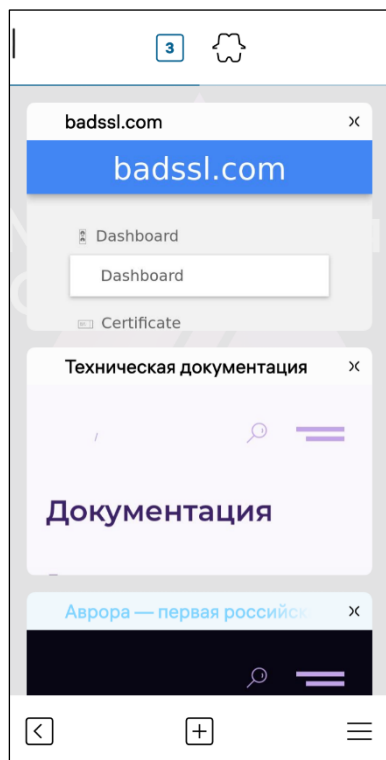 3
badssl.com
badssl.com
Dashboard
Dashboard
Certificate
Техническая документация
Документация
Аврора — первая российск